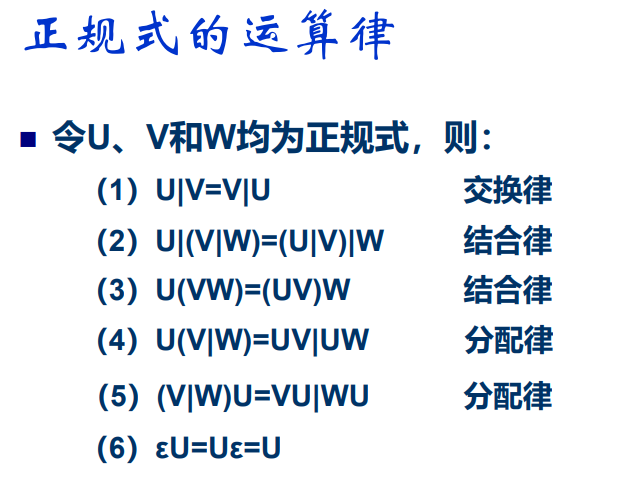 正规式的运算律
■ 令U、V和W均为正规式，则：
（1）U|V=V|U 交换律
（2）U|(V|W)=(U|V)|W 结合律
（3）U(VW)=(UV)W 结合律
（4）U(V|W)=UV|UW 分配律
（5）(V|W)U=VU|WU 分配律
（6）εU=Uε=U